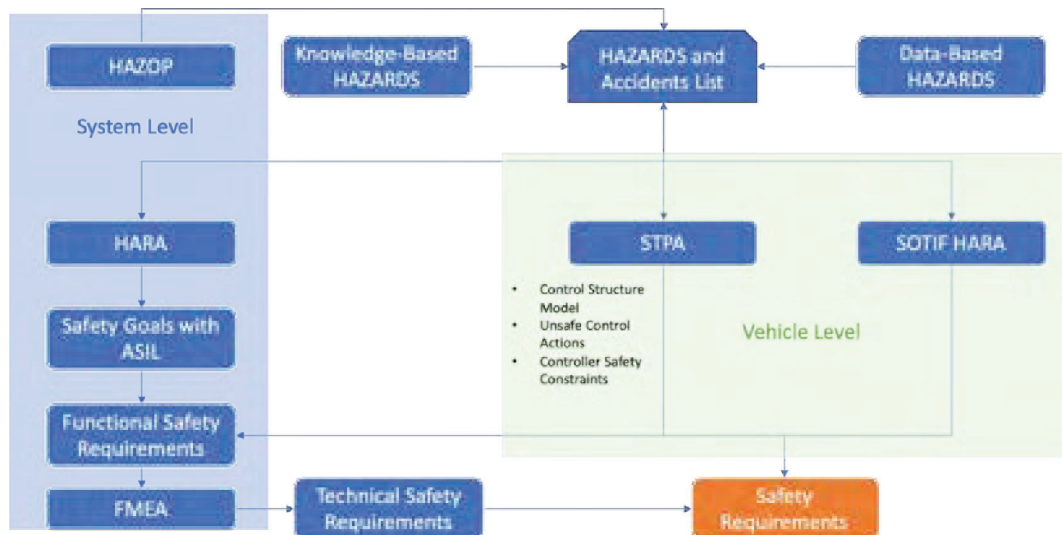 HAZOP
Knowledge-Based
HAZARDS
HAZARDS and
Accidents List
Data-Based
HAZARDS
System Level
HARA
STPA
SOTIF HARA
• Control Structure
Model
• Unsafe Control
Actions
• Controller Safety
Constraints
Vehicle Level
Safety Goals with
ASIL
Functional Safety
Requirements
FMEA
Technical Safety
Requirements
Safety
Requirements